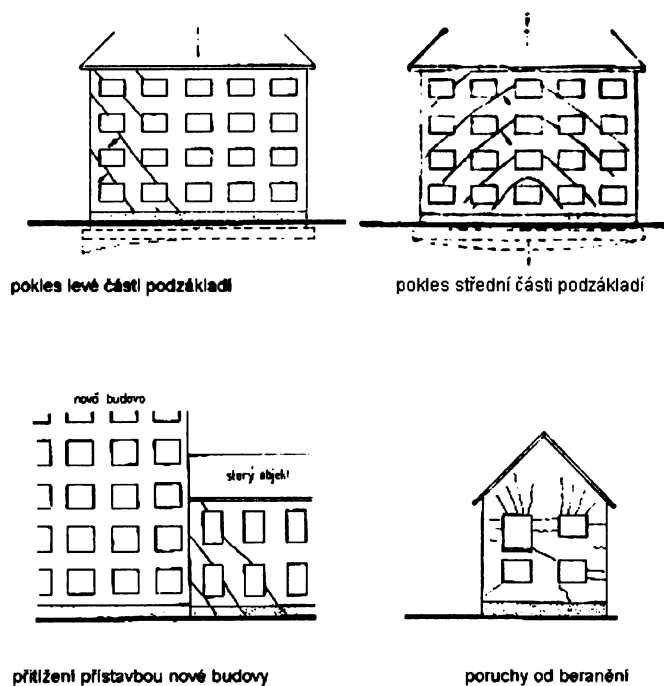 pokles levé části podzákladí
pokles střední části podzákladí
nová budova
starý objekt
přitížení přístavbou nové budovy
poruchy od beranění